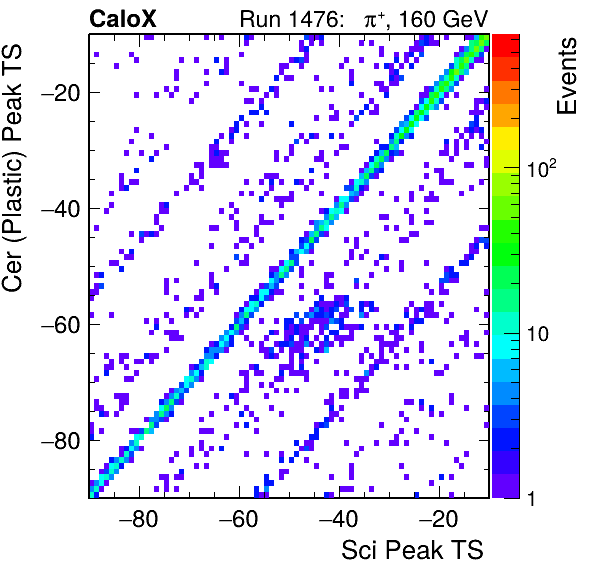 CaloX Run 1476: π⁺, 160 GeV
Cer (Plastic) Peak TS
−20
−40
−60
−80
−80 −60 −40 −20
Sci Peak TS
Events
10²
10
1